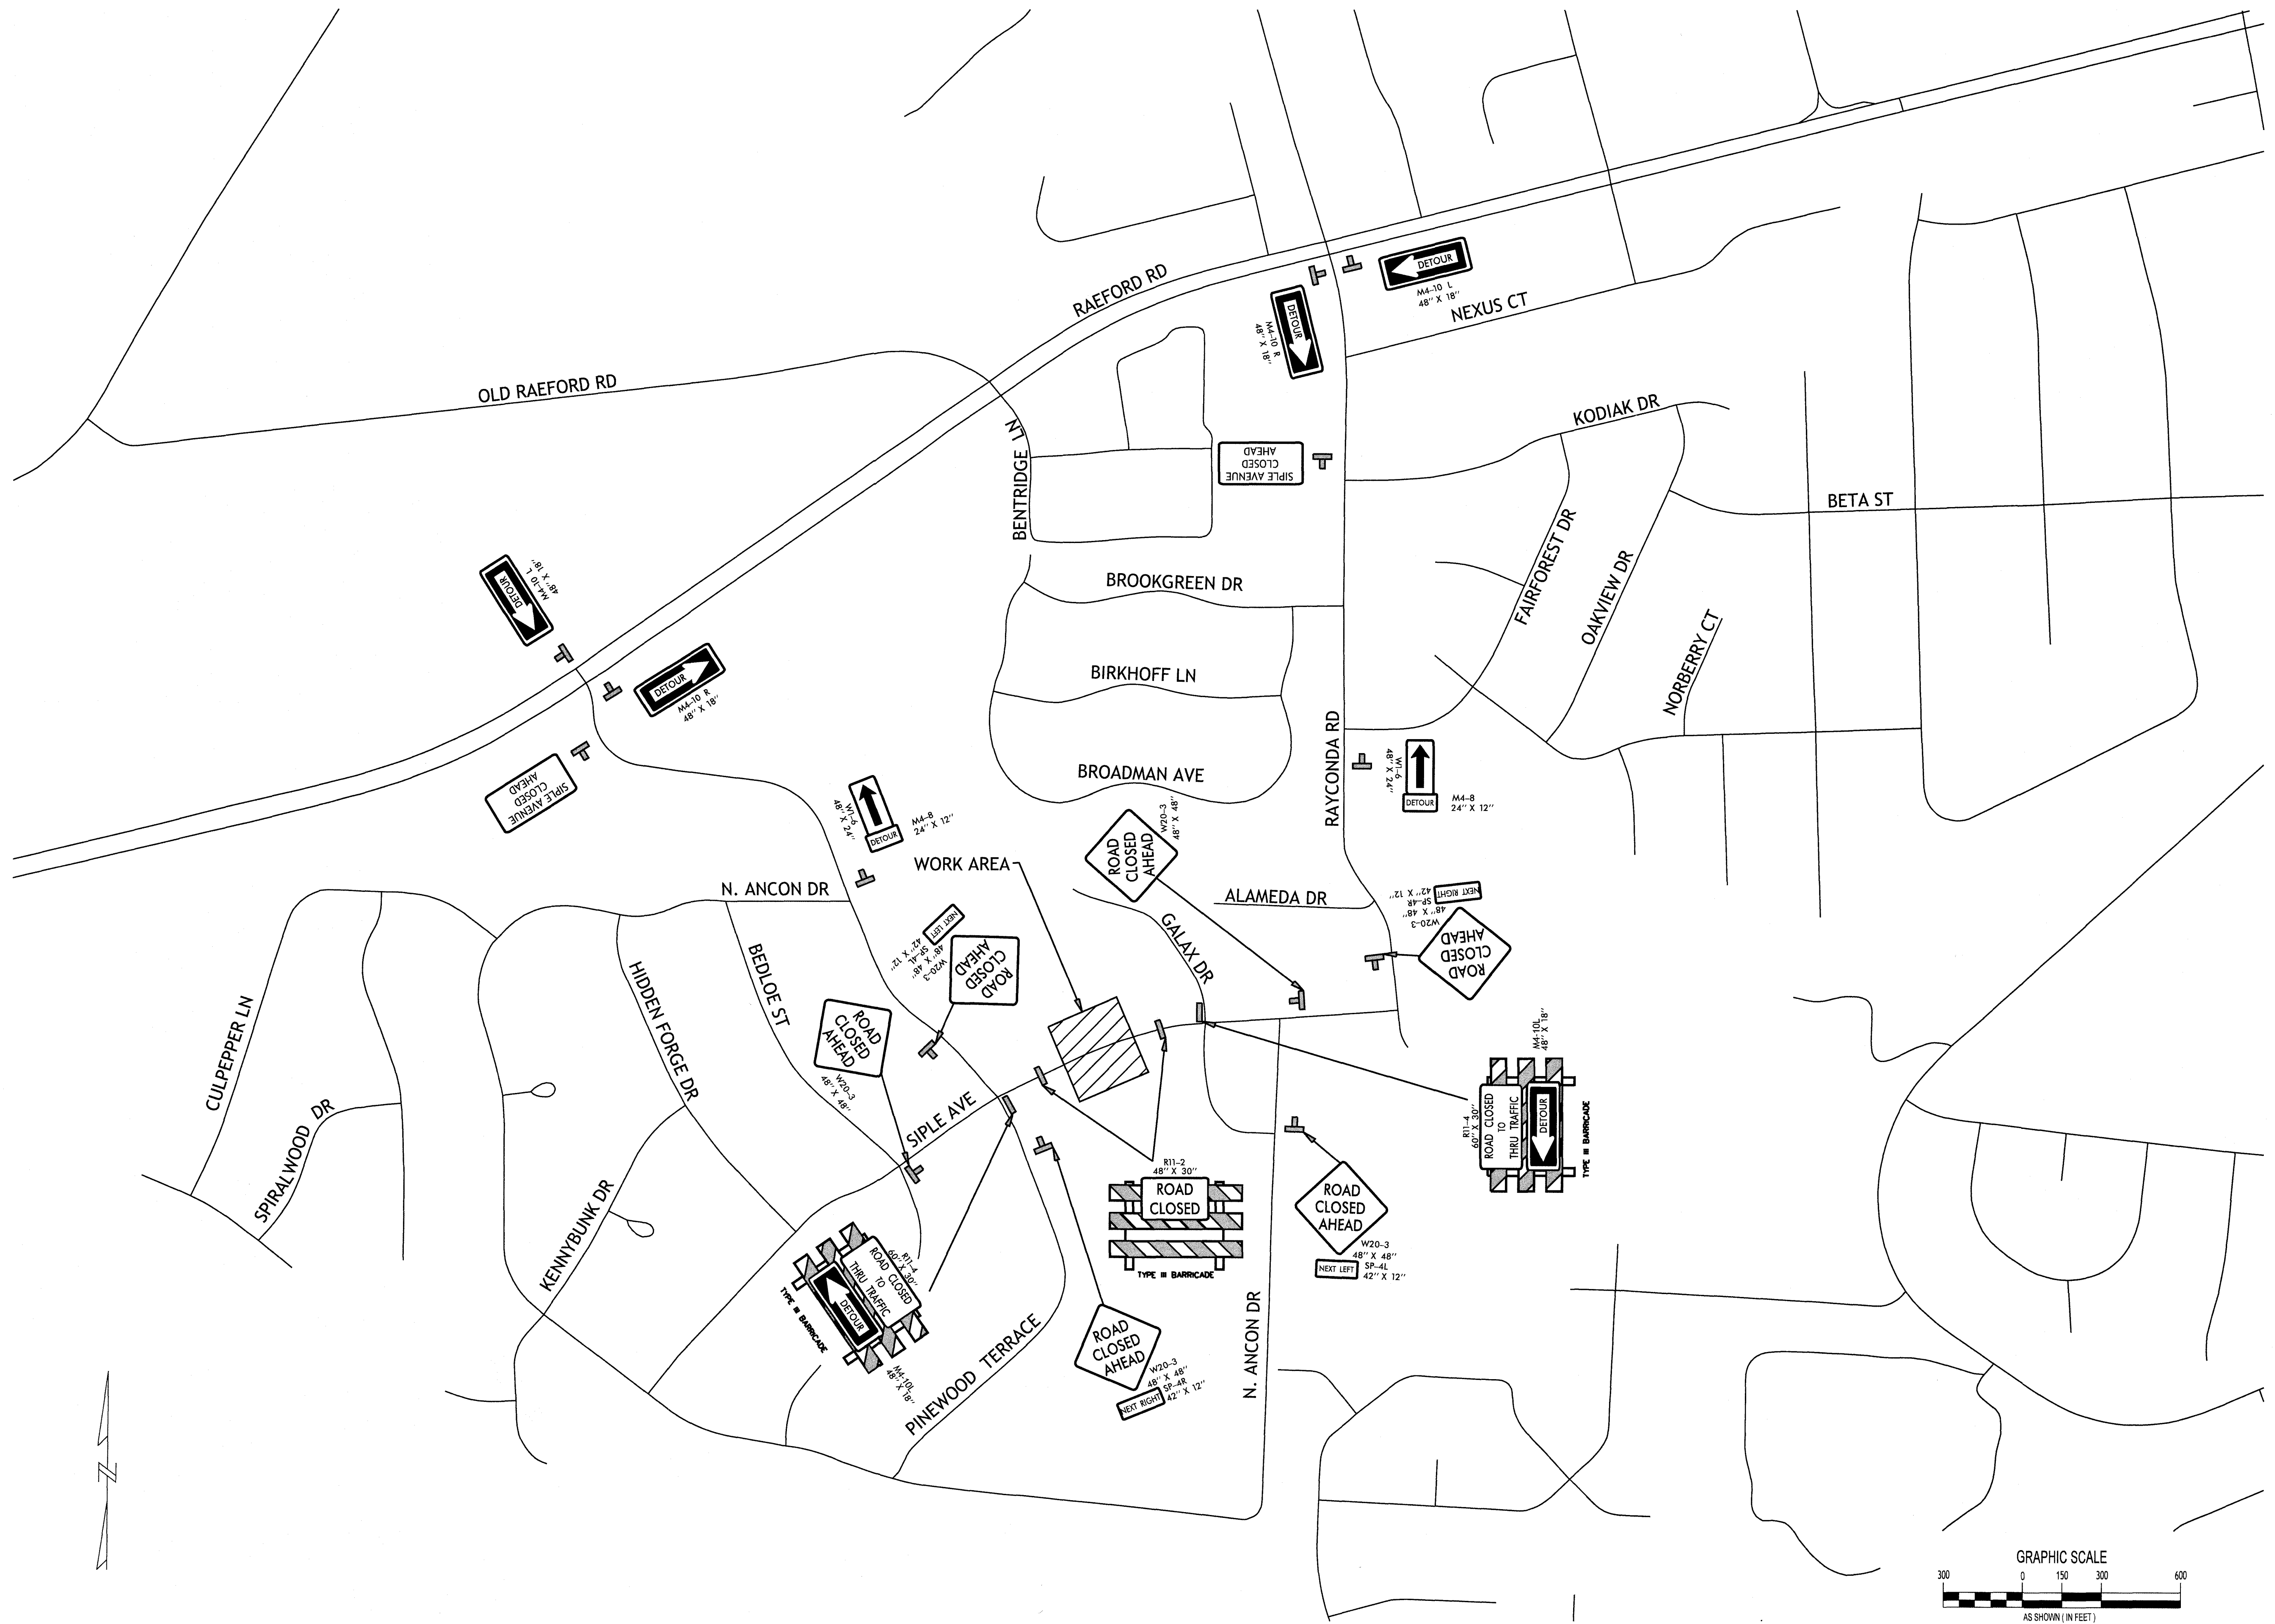 RAEFORD RD
DETOUR
M4-10 L
48'' X 18''
NEXUS CT
DETOUR
M4-10 R
48'' X 18''
OLD RAEFORD RD
BENTRIDGE LN
SIPLE AVENUE
CLOSED
AHEAD
KODIAK DR
BETA ST
FAIRFOREST DR
OAKVIEW DR
NORBERRY CT
BROOKGREEN DR
BIRKHOFF LN
BROADMAN AVE
RAYCONDA RD
DETOUR
M4-10 L
48'' X 18''
DETOUR
M4-10 R
48'' X 18''
SIPLE AVENUE
CLOSED
AHEAD
W1-6
48'' X 24''
DETOUR
M4-8
24'' X 12''
W1-6
48'' X 24''
DETOUR
M4-8
24'' X 12''
WORK AREA
ROAD
CLOSED
AHEAD
W20-3
48'' X 48''
N. ANCON DR
ALAMEDA DR
NEXT RIGHT
SP-4R
42'' X 12''
W20-3
48'' X 48''
ROAD
CLOSED
AHEAD
GALAX DR
NEXT LEFT
SP-4L
42'' X 12''
W20-3
48'' X 48''
ROAD
CLOSED
AHEAD
BEDLOE ST
HIDDEN FORGE DR
CULPEPPER LN
SPIRALWOOD DR
KENNYBUNK DR
ROAD
CLOSED
AHEAD
W20-3
48'' X 48''
SIPLE AVE
M4-10L
48'' X 18''
R11-4
60'' X 30''
ROAD CLOSED
TO
THRU TRAFFIC
DETOUR
TYPE III BARRICADE
R11-2
48'' X 30''
ROAD
CLOSED
TYPE III BARRICADE
ROAD
CLOSED
AHEAD
W20-3
48'' X 48''
NEXT LEFT
SP-4L
42'' X 12''
R11-4
60'' X 30''
ROAD CLOSED
TO
THRU TRAFFIC
DETOUR
TYPE III BARRICADE
M4-10L
48'' X 18''
PINEWOOD TERRACE
ROAD
CLOSED
AHEAD
W20-3
48'' X 48''
NEXT RIGHT
SP-4R
42'' X 12''
N. ANCON DR
N
GRAPHIC SCALE
300 0 150 300 600
AS SHOWN ( IN FEET )